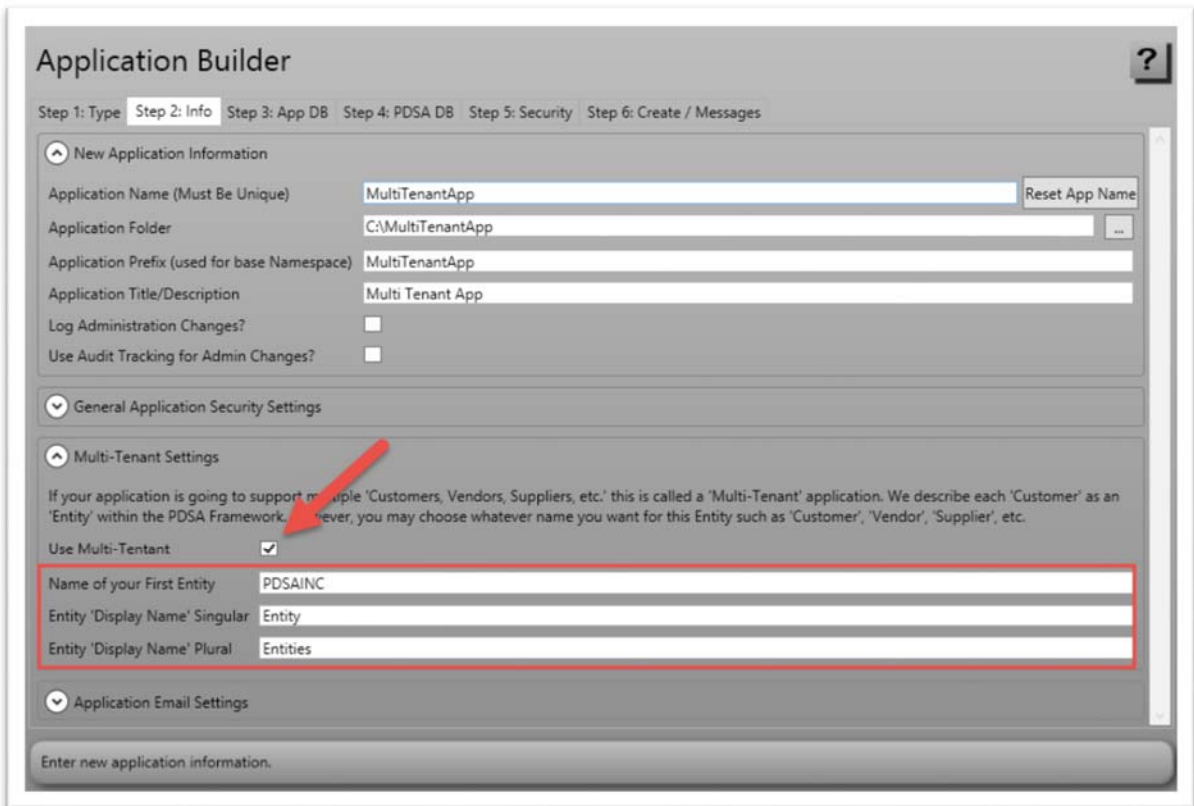 Application Builder
?
Step 1: Type Step 2: Info Step 3: App DB Step 4: PDSA DB Step 5: Security Step 6: Create / Messages
New Application Information
Application Name (Must Be Unique) MultiTenantApp Reset App Name
Application Folder C:\MultiTenantApp ...
Application Prefix (used for base Namespace) MultiTenantApp
Application Title/Description Multi Tenant App
Log Administration Changes?
Use Audit Tracking for Admin Changes?
General Application Security Settings
Multi-Tenant Settings
If your application is going to support 'Customers, Vendors, Suppliers, etc.' this is called a 'Multi-Tenant' application. We describe each 'Customer' as an
'Entity' within the PDSA Framework. you may choose whatever name you want for this Entity such as 'Customer', 'Vendor', 'Supplier', etc.
Use Multi-Tentant
Name of your First Entity PDSAINC
Entity 'Display Name' Singular Entity
Entity 'Display Name' Plural Entities
Application Email Settings
Enter new application information.